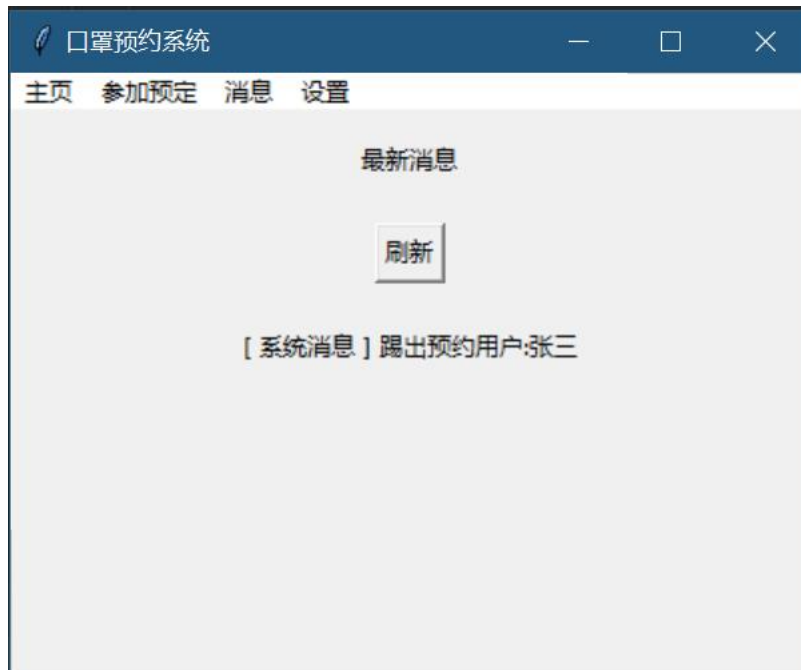 口罩预约系统
主页 参加预定 消息 设置
最新消息
刷新
[ 系统消息 ] 踢出预约用户:张三